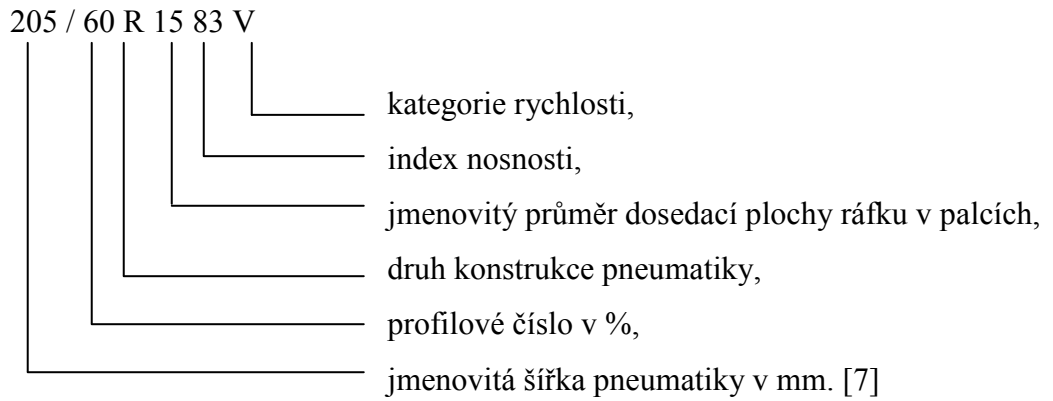 205 / 60 R 15 83 V
kategorie rychlosti,
index nosnosti,
jmenovitý průměr dosedací plochy ráfku v palcích,
druh konstrukce pneumatiky,
profilové číslo v %,
jmenovitá šířka pneumatiky v mm. [7]